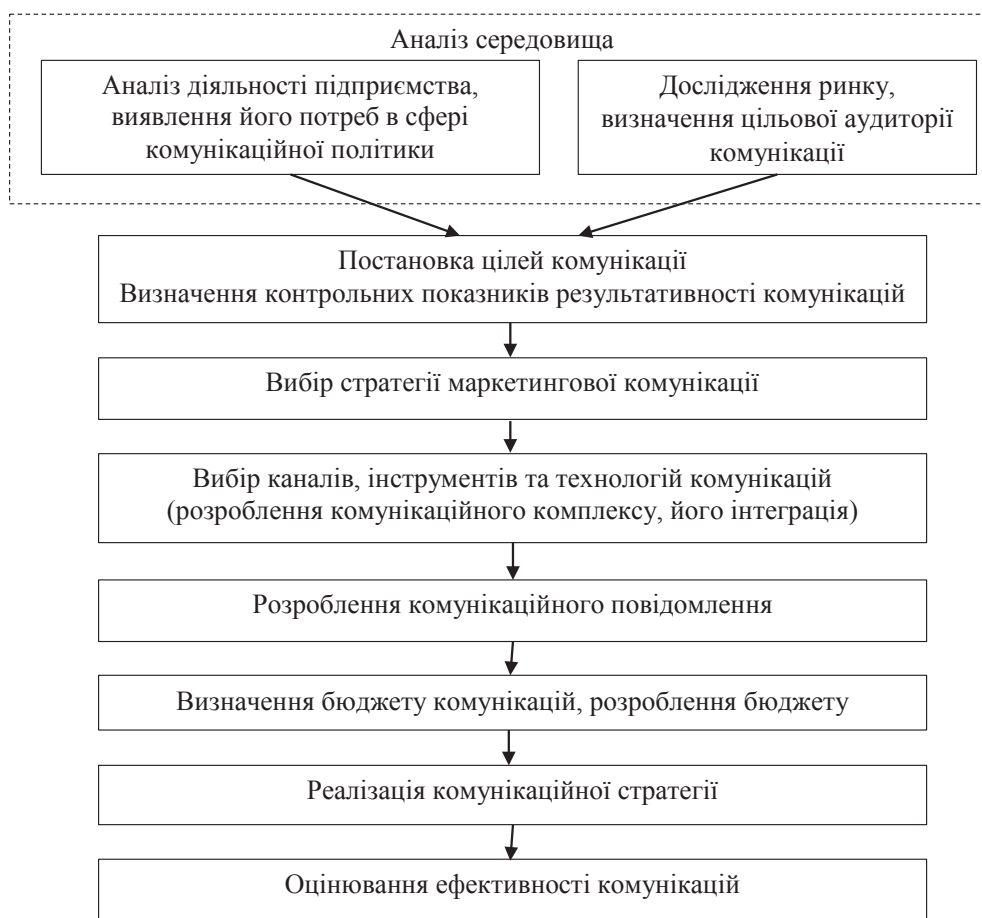 Аналіз середовища
Аналіз діяльності підприємства,
виявлення його потреб в сфері
комунікаційної політики
Дослідження ринку,
визначення цільової аудиторії
комунікації
Постановка цілей комунікації
Визначення контрольних показників результативності комунікацій
Вибір стратегії маркетингової комунікації
Вибір каналів, інструментів та технологій комунікацій
(розроблення комунікаційного комплексу, його інтеграція)
Розроблення комунікаційного повідомлення
Визначення бюджету комунікацій, розроблення бюджету
Реалізація комунікаційної стратегії
Оцінювання ефективності комунікацій